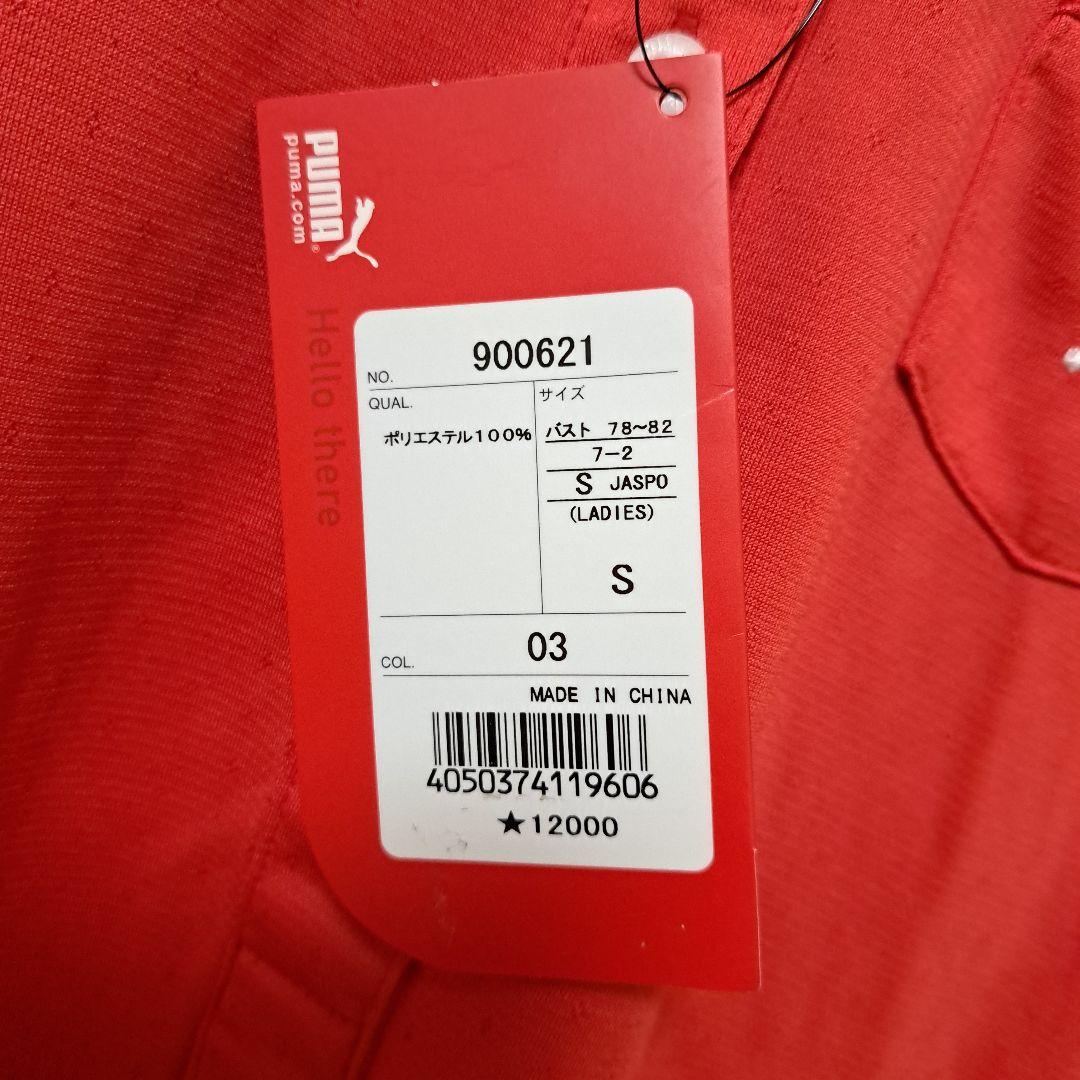 PUMA®
puma.com
Hello there
NO. 900621
QUAL.
ポリエステル100%
サイズ
バスト 78~82
7-2
S JASPO
(LADIES)
S
COL. 03
MADE IN CHINA
4050374119606
★12000